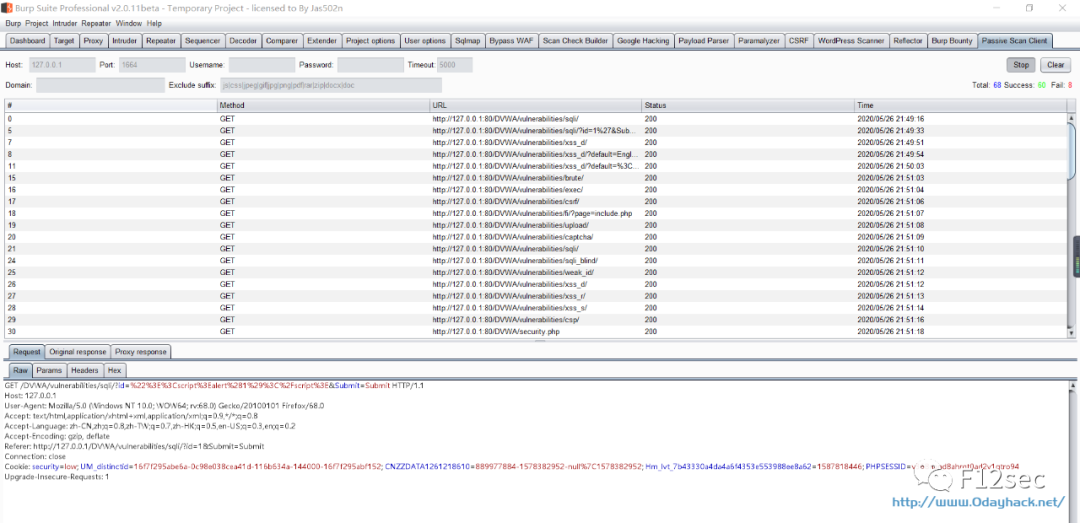 Burp Suite Professional v2.0.11beta - Temporary Project - licensed to By Jas502n
Burp Project Intruder Repeater Window Help
Dashboard Target Proxy Intruder Repeater Sequencer Decoder Comparer Extender Project options User options Sqlmap Bypass WAF Scan Check Builder Google Hacking Payload Parser Paramalyzer CSRF WordPress Scanner Reflector Burp Bounty Passive Scan Client
Host: 127.0.0.1 Port: 1664 Username: Password: Timeout: 5000 Stop Clear
Domain: Exclude suffix: js|css|jpeg|gif|jpg|png|pdf|rar|zip|docx|doc Total: 68 Success: 60 Fail: 8
# Method URL Status Time
0 GET http://127.0.0.1:80/DVWA/vulnerabilities/sqli/ 200 2020/05/26 21:49:16
5 GET http://127.0.0.1:80/DVWA/vulnerabilities/sqli/?id=1%27&Sub... 200 2020/05/26 21:49:33
7 GET http://127.0.0.1:80/DVWA/vulnerabilities/xss_d/ 200 2020/05/26 21:49:51
8 GET http://127.0.0.1:80/DVWA/vulnerabilities/xss_d/?default=Engl... 200 2020/05/26 21:49:54
11 GET http://127.0.0.1:80/DVWA/vulnerabilities/xss_d/?default=%3C... 200 2020/05/26 21:50:03
15 GET http://127.0.0.1:80/DVWA/vulnerabilities/brute/ 200 2020/05/26 21:51:03
16 GET http://127.0.0.1:80/DVWA/vulnerabilities/exec/ 200 2020/05/26 21:51:04
17 GET http://127.0.0.1:80/DVWA/vulnerabilities/csrf/ 200 2020/05/26 21:51:06
18 GET http://127.0.0.1:80/DVWA/vulnerabilities/fi/?page=include.php 200 2020/05/26 21:51:07
19 GET http://127.0.0.1:80/DVWA/vulnerabilities/upload/ 200 2020/05/26 21:51:08
20 GET http://127.0.0.1:80/DVWA/vulnerabilities/captcha/ 200 2020/05/26 21:51:09
21 GET http://127.0.0.1:80/DVWA/vulnerabilities/sqli/ 200 2020/05/26 21:51:10
24 GET http://127.0.0.1:80/DVWA/vulnerabilities/sqli_blind/ 200 2020/05/26 21:51:11
25 GET http://127.0.0.1:80/DVWA/vulnerabilities/weak_id/ 200 2020/05/26 21:51:12
26 GET http://127.0.0.1:80/DVWA/vulnerabilities/xss_d/ 200 2020/05/26 21:51:12
27 GET http://127.0.0.1:80/DVWA/vulnerabilities/xss_r/ 200 2020/05/26 21:51:13
28 GET http://127.0.0.1:80/DVWA/vulnerabilities/xss_s/ 200 2020/05/26 21:51:14
29 GET http://127.0.0.1:80/DVWA/vulnerabilities/csp/ 200 2020/05/26 21:51:16
30 GET http://127.0.0.1:80/DVWA/security.php 200 2020/05/26 21:51:18
Request Original response Proxy response
Raw Params Headers Hex
GET /DVWA/vulnerabilities/sqli/?id=%22%3E%3Cscript%3Ealert%281%29%3C%2Fscript%3E&Submit=Submit HTTP/1.1
Host: 127.0.0.1
User-Agent: Mozilla/5.0 (Windows NT 10.0; WOW64; rv:68.0) Gecko/20100101 Firefox/68.0
Accept: text/html,application/xhtml+xml,application/xml;q=0.9,*/*;q=0.8
Accept-Language: zh-CN,zh;q=0.8,zh-TW;q=0.7,zh-HK;q=0.5,en-US;q=0.3,en;q=0.2
Accept-Encoding: gzip, deflate
Referer: http://127.0.0.1/DVWA/vulnerabilities/sqli/?id=1&Submit=Submit
Connection: close
Cookie: security=low; UM_distinctid=16f7f295abe6a-0c98e038cea41d-116b634a-144000-16f7f295abf152; CNZZDATA1261218610=889977884-1578382952-null%7C1578382952; Hm_lvt_7b43330a4da4a6f4353e553988ee8a62=1587818446; PHPSESSID=
Upgrade-Insecure-Requests: 1
F12sec
http://www.0dayhack.net/